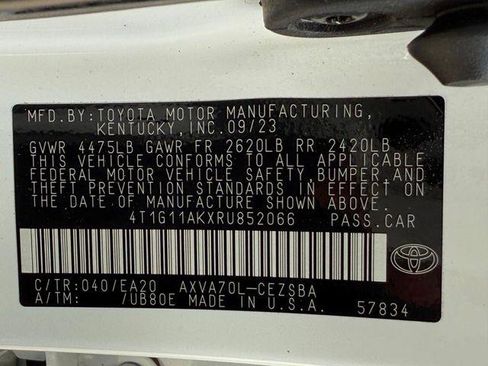 MFD.BY:TOYOTA MOTOR MANUFACTURING,
KENTUCKY,INC.09/23
GVWR 4475LB GAWR FR 2620LB RR 2420LB
THIS VEHICLE CONFORMS TO ALL APPLICABLE
FEDERAL MOTOR VEHICLE SAFETY,BUMPER AND
THEFT PREVENTION STANDARDS IN EFFECT ON
THE DATE OF MANUFACTURE SHOWN ABOVE.
4T1G11AKXRU852066 PASS.CAR
C/TR:040/EA20 AXVA70L-CEZSBA
A/TM: /UB80E MADE IN U.S.A. 57834